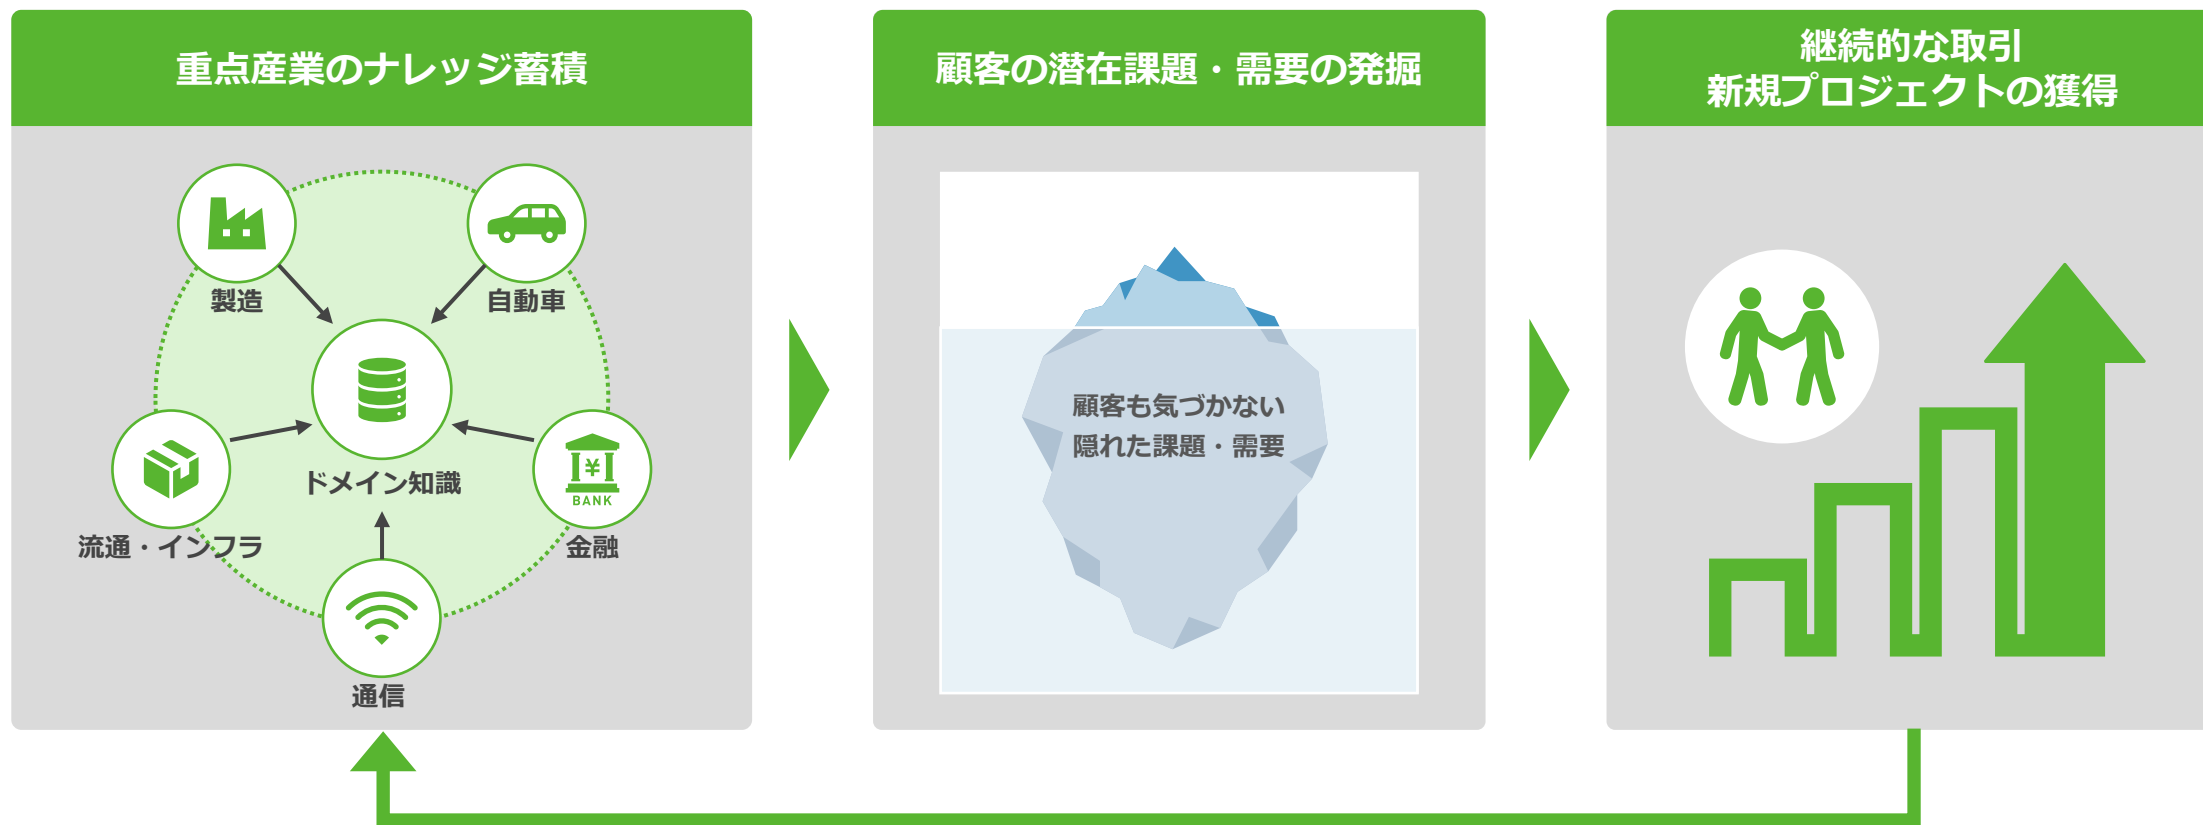 重点産業のナレッジ蓄積
製造
自動車
ドメイン知識
流通・インフラ
¥
BANK
金融
通信
顧客の潜在課題・需要の発掘
顧客も気づかない
隠れた課題・需要
継続的な取引
新規プロジェクトの獲得